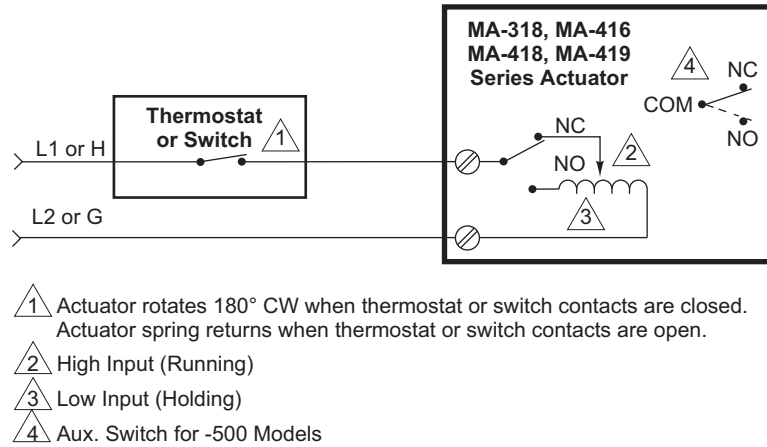 MA-318, MA-416
MA-418, MA-419
Series Actuator
4
NC
COM
NO
Thermostat
or Switch
1
L1 or H
NC
2
NO
3
L2 or G
1 Actuator rotates 180° CW when thermostat or switch contacts are closed.
Actuator spring returns when thermostat or switch contacts are open.
2 High Input (Running)
3 Low Input (Holding)
4 Aux. Switch for -500 Models